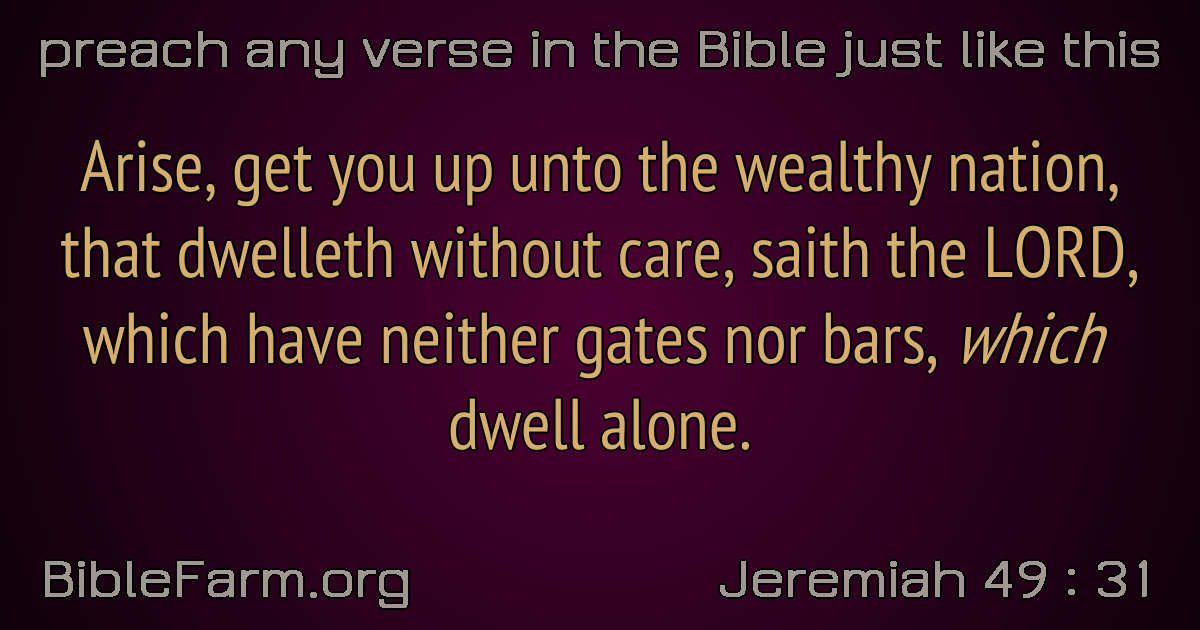 preach any verse in the Bible just like this
Arise, get you up unto the wealthy nation,
that dwelleth without care, saith the LORD,
which have neither gates nor bars, which
dwell alone.
BibleFarm.org
Jeremiah 49 : 31